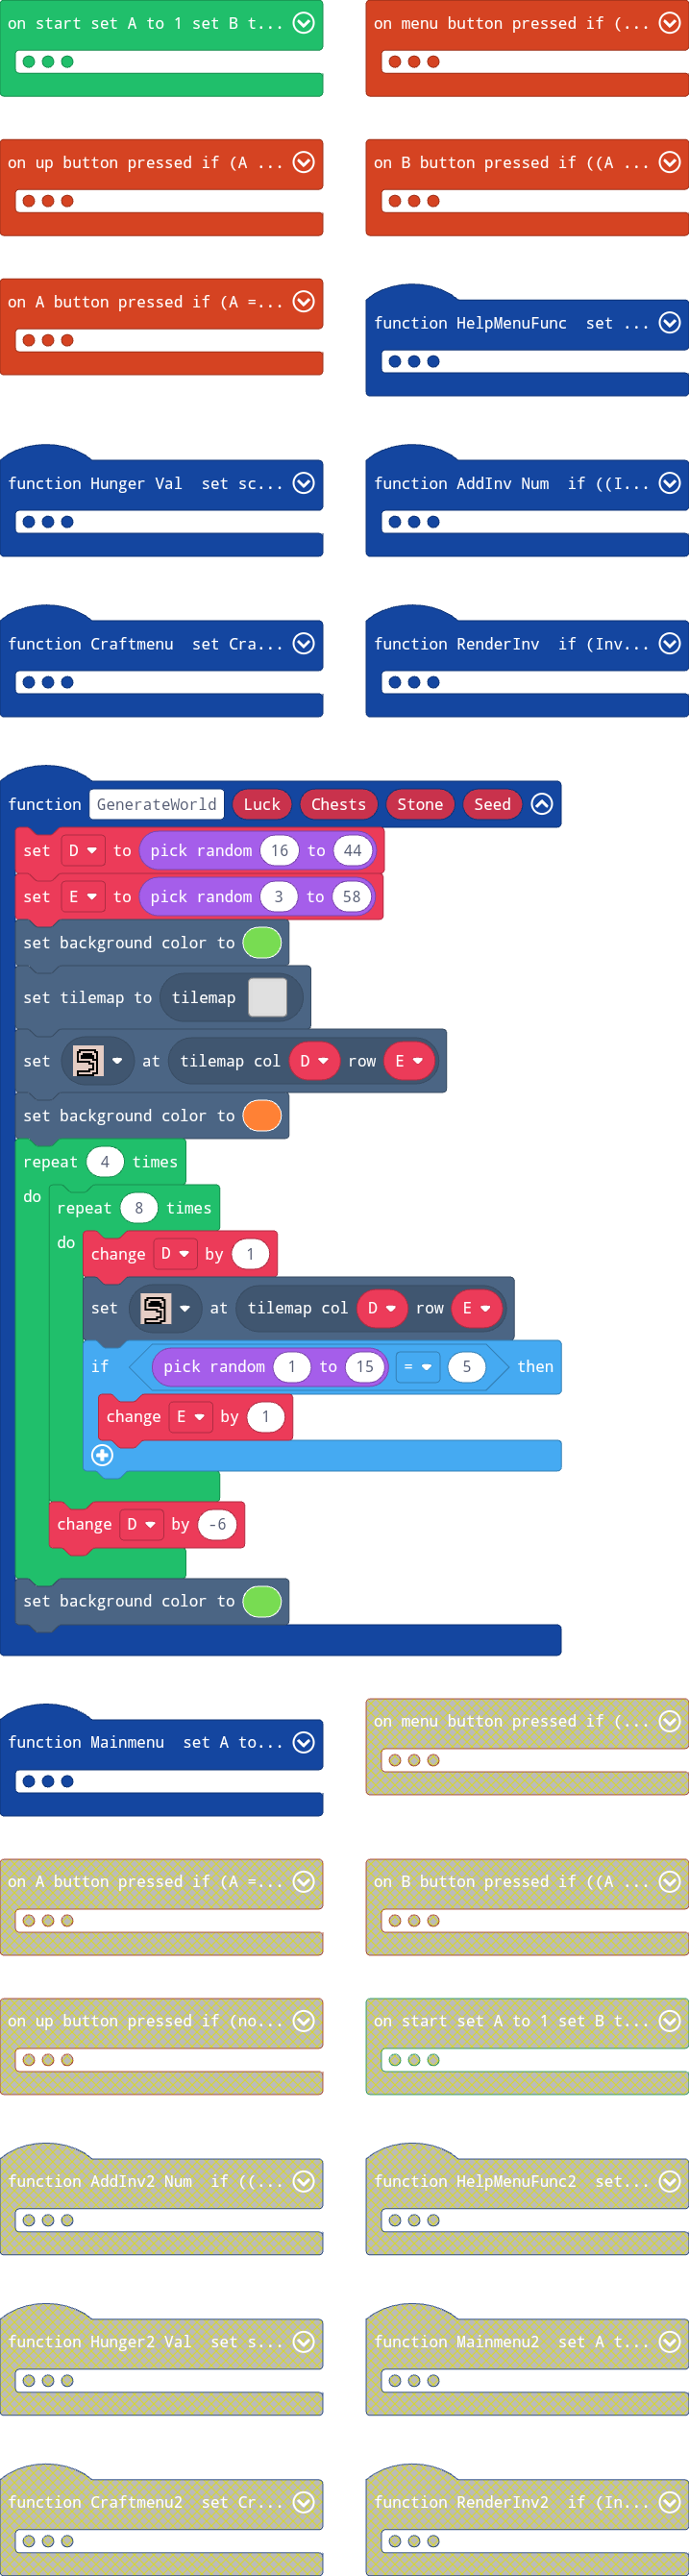 on start set A to 1 set B t...
on menu button pressed if (...
on up button pressed if (A ...
on B button pressed if ((A ...
on A button pressed if (A =...
function HelpMenuFunc  set ...
function Hunger Val  set sc...
function AddInv Num  if ((I...
function Craftmenu  set Cra...
function RenderInv  if (Inv...
function GenerateWorld Luck Chests Stone Seed
set D to pick random 16 to 44
set E to pick random 3 to 58
set background color to
set tilemap to tilemap
set at tilemap col D row E
set background color to
repeat 4 times
do
repeat 8 times
do
change D by 1
set at tilemap col D row E
if pick random 1 to 15 = 5 then
change E by 1
change D by -6
set background color to
function Mainmenu  set A to...
on menu button pressed if (...
on A button pressed if (A =...
on B button pressed if ((A ...
on up button pressed if (no...
on start set A to 1 set B t...
function AddInv2 Num  if ((...
function HelpMenuFunc2  set...
function Hunger2 Val  set s...
function Mainmenu2  set A t...
function Craftmenu2  set Cr...
function RenderInv2  if (In...